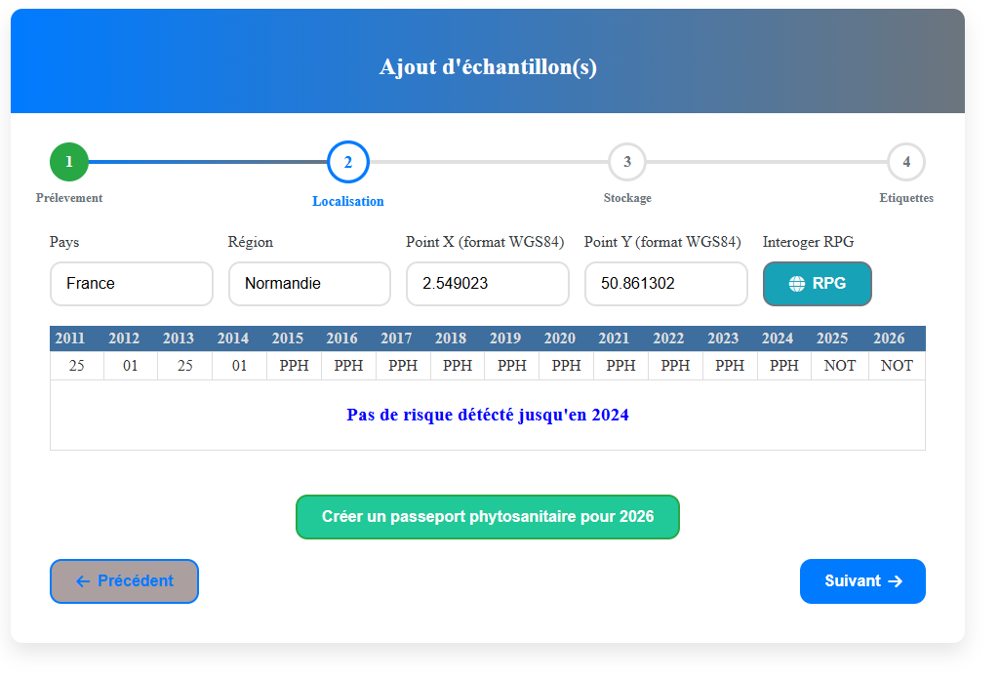 Ajout d'échantillon(s)
1 2 3 4
Prélevement Localisation Stockage Etiquettes
Pays Région Point X (format WGS84) Point Y (format WGS84) Interoger RPG
France Normandie 2.549023 50.861302 RPG
2011 2012 2013 2014 2015 2016 2017 2018 2019 2020 2021 2022 2023 2024 2025 2026
25 01 25 01 PPH PPH PPH PPH PPH PPH PPH PPH PPH PPH NOT NOT
Pas de risque détécté jusqu'en 2024
Créer un passeport phytosanitaire pour 2026
← Précédent Suivant →